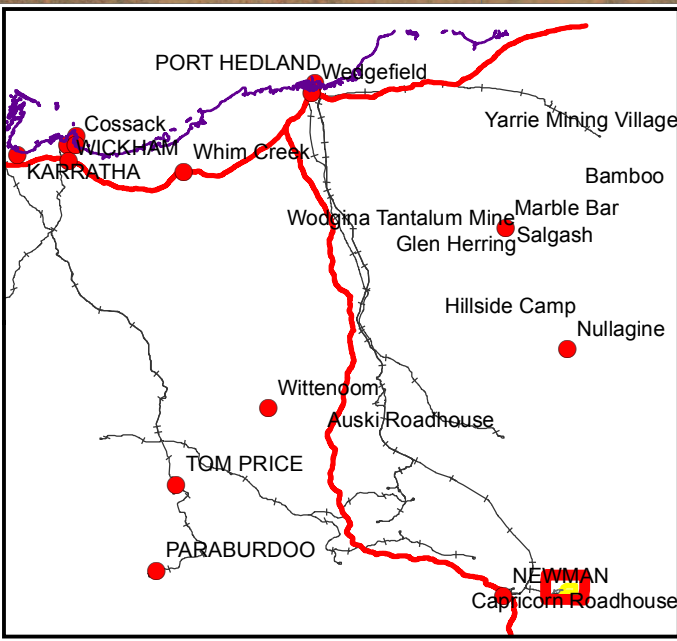 PORT HEDLAND
Wedgefield
Yarrie Mining Village
Cossack
WICKHAM
Whim Creek
KARRATHA
Bamboo
Marble Bar
Woogina Tantalum Mine
Salgash
Glen Herring
Hillside Camp
Nullagine
Wittenoom
Auski Roadhouse
TOM PRICE
PARABURDOO
NEWMAN
Capricorn Roadhouse